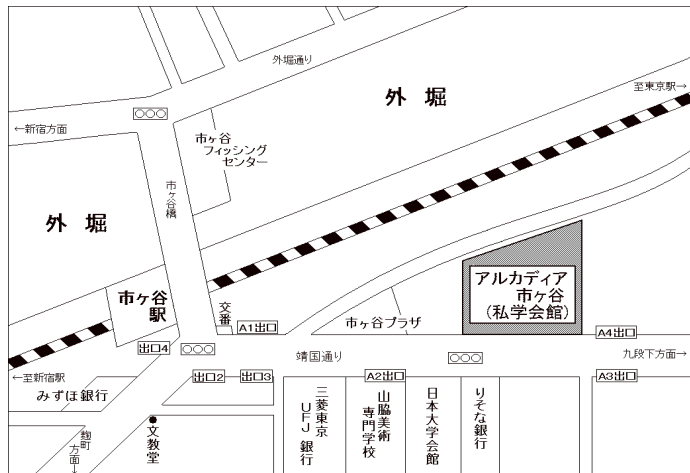 外堀通り
外　堀
至東京駅→
←新宿方面
市ヶ谷
フィッシング
センター
市ヶ谷橋
外　堀
アルカディア
市ヶ谷
(私学会館)
市ヶ谷
駅
交番
A1出口
市ヶ谷プラザ
A4出口
出口4
靖国通り
九段下方面→
←至新宿駅
みずほ銀行
出口2
出口3
A2出口
A3出口
麹町
方面→
文教堂
三菱東京
UFJ 銀行
山脇美術
専門学校
日本大学会館
りそな銀行